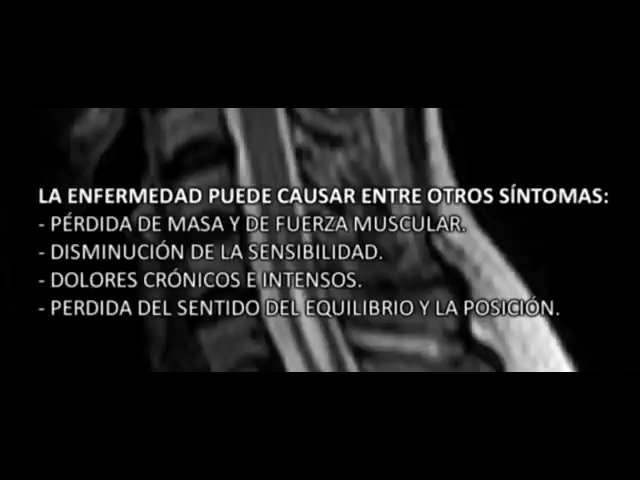 LA ENFERMEDAD PUEDE CAUSAR ENTRE OTROS SÍNTOMAS:
- PÉRDIDA DE MASA Y DE FUERZA MUSCULAR.
- DISMINUCIÓN DE LA SENSIBILIDAD.
- DOLORES CRÓNICOS E INTENSOS.
- PERDIDA DEL SENTIDO DEL EQUILIBRIO Y LA POSICIÓN.